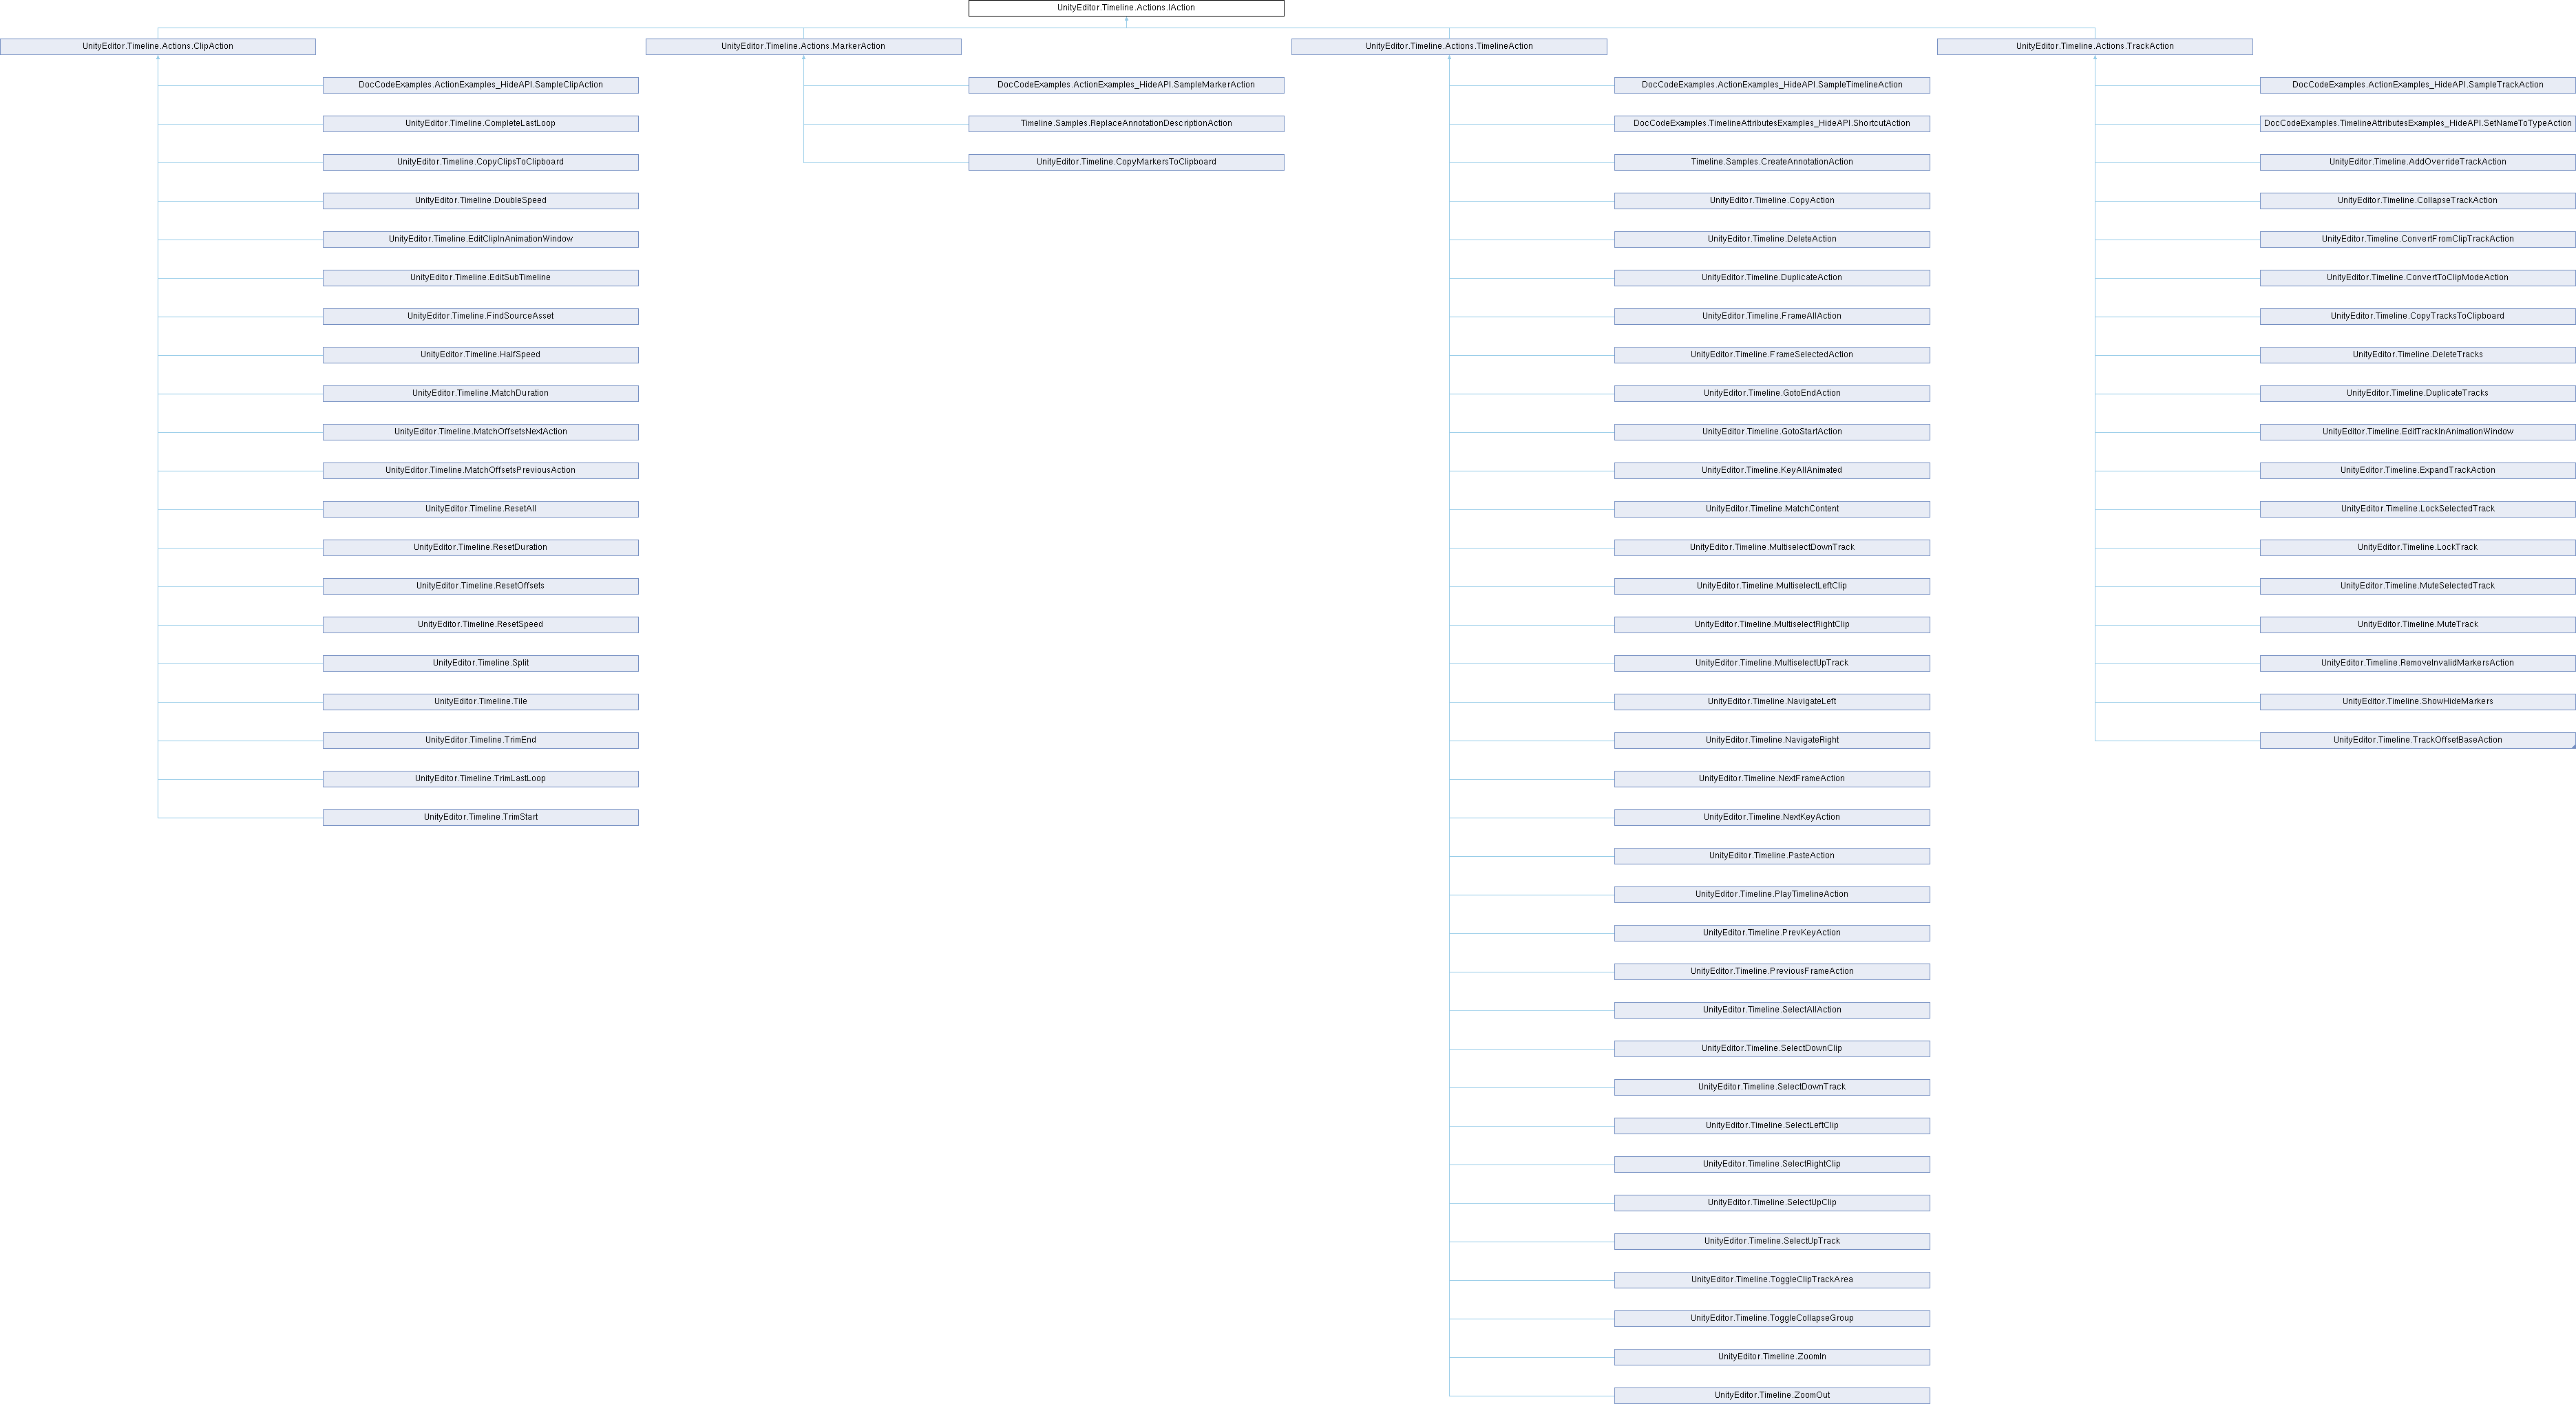 UnityEditor.Timeline.Actions.IAction
UnityEditor.Timeline.Actions.ClipAction
DocCodeExamples.ActionExamples_HideAPI.SampleClipAction
UnityEditor.Timeline.CompleteLastLoop
UnityEditor.Timeline.CopyClipsToClipboard
UnityEditor.Timeline.DoubleSpeed
UnityEditor.Timeline.EditClipInAnimationWindow
UnityEditor.Timeline.EditSubTimeline
UnityEditor.Timeline.FindSourceAsset
UnityEditor.Timeline.HalfSpeed
UnityEditor.Timeline.MatchDuration
UnityEditor.Timeline.MatchOffsetsNextAction
UnityEditor.Timeline.MatchOffsetsPreviousAction
UnityEditor.Timeline.ResetAll
UnityEditor.Timeline.ResetDuration
UnityEditor.Timeline.ResetOffsets
UnityEditor.Timeline.ResetSpeed
UnityEditor.Timeline.Split
UnityEditor.Timeline.Tile
UnityEditor.Timeline.TrimEnd
UnityEditor.Timeline.TrimLastLoop
UnityEditor.Timeline.TrimStart
UnityEditor.Timeline.Actions.MarkerAction
DocCodeExamples.ActionExamples_HideAPI.SampleMarkerAction
Timeline.Samples.ReplaceAnnotationDescriptionAction
UnityEditor.Timeline.CopyMarkersToClipboard
UnityEditor.Timeline.Actions.TimelineAction
DocCodeExamples.ActionExamples_HideAPI.SampleTimelineAction
DocCodeExamples.TimelineAttributesExamples_HideAPI.ShortcutAction
Timeline.Samples.CreateAnnotationAction
UnityEditor.Timeline.CopyAction
UnityEditor.Timeline.DeleteAction
UnityEditor.Timeline.DuplicateAction
UnityEditor.Timeline.FrameAllAction
UnityEditor.Timeline.FrameSelectedAction
UnityEditor.Timeline.GotoEndAction
UnityEditor.Timeline.GotoStartAction
UnityEditor.Timeline.KeyAllAnimated
UnityEditor.Timeline.MatchContent
UnityEditor.Timeline.MultiselectDownTrack
UnityEditor.Timeline.MultiselectLeftClip
UnityEditor.Timeline.MultiselectRightClip
UnityEditor.Timeline.MultiselectUpTrack
UnityEditor.Timeline.NavigateLeft
UnityEditor.Timeline.NavigateRight
UnityEditor.Timeline.NextFrameAction
UnityEditor.Timeline.NextKeyAction
UnityEditor.Timeline.PasteAction
UnityEditor.Timeline.PlayTimelineAction
UnityEditor.Timeline.PrevKeyAction
UnityEditor.Timeline.PreviousFrameAction
UnityEditor.Timeline.SelectAllAction
UnityEditor.Timeline.SelectDownClip
UnityEditor.Timeline.SelectDownTrack
UnityEditor.Timeline.SelectLeftClip
UnityEditor.Timeline.SelectRightClip
UnityEditor.Timeline.SelectUpClip
UnityEditor.Timeline.SelectUpTrack
UnityEditor.Timeline.ToggleClipTrackArea
UnityEditor.Timeline.ToggleCollapseGroup
UnityEditor.Timeline.ZoomIn
UnityEditor.Timeline.ZoomOut
UnityEditor.Timeline.Actions.TrackAction
DocCodeExamples.ActionExamples_HideAPI.SampleTrackAction
DocCodeExamples.TimelineAttributesExamples_HideAPI.SetNameToTypeAction
UnityEditor.Timeline.AddOverrideTrackAction
UnityEditor.Timeline.CollapseTrackAction
UnityEditor.Timeline.ConvertFromClipTrackAction
UnityEditor.Timeline.ConvertToClipModeAction
UnityEditor.Timeline.CopyTracksToClipboard
UnityEditor.Timeline.DeleteTracks
UnityEditor.Timeline.DuplicateTracks
UnityEditor.Timeline.EditTrackInAnimationWindow
UnityEditor.Timeline.ExpandTrackAction
UnityEditor.Timeline.LockSelectedTrack
UnityEditor.Timeline.LockTrack
UnityEditor.Timeline.MuteSelectedTrack
UnityEditor.Timeline.MuteTrack
UnityEditor.Timeline.RemoveInvalidMarkersAction
UnityEditor.Timeline.ShowHideMarkers
UnityEditor.Timeline.TrackOffsetBaseAction